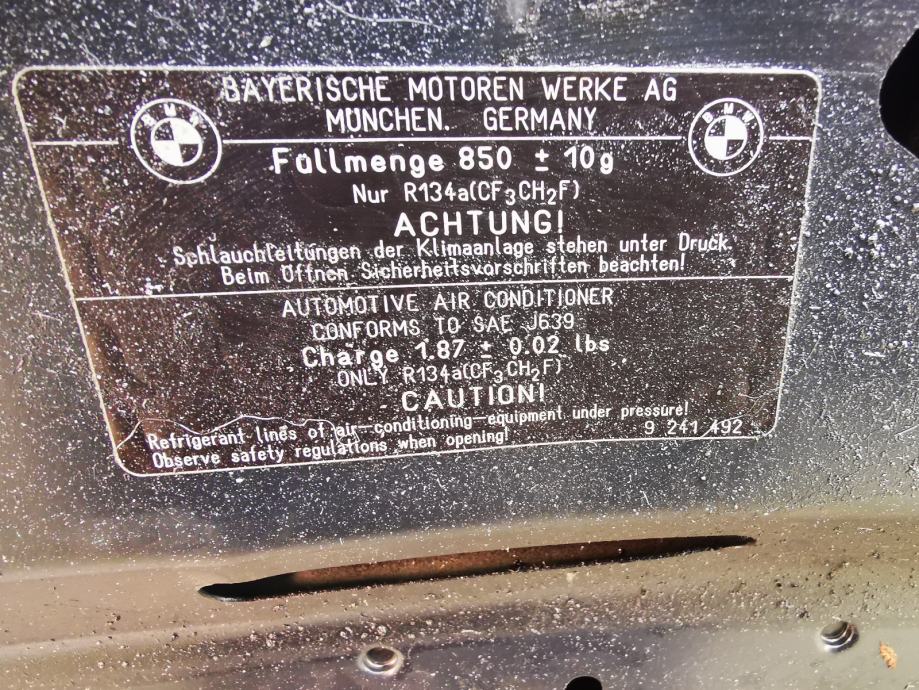 BAYERISCHE MOTOREN WERKE AG
MÜNCHEN. GERMANY
BMW
BMW
Füllmenge 850 ± 10g
Nur R134a(CF₃CH₂F)
ACHTUNG!
Schlauchleitungen der Klimaanlage stehen unter Druck.
Beim Öffnen Sicherheitsvorschriften beachten!
AUTOMOTIVE AIR CONDITIONER
CONFORMS TO SAE J639
Charge 1.87 ± 0.02 lbs
ONLY R134a(CF₃CH₂F)
CAUTION!
Refrigerant lines of air-conditioning-equipment under pressure!
Observe safety regulations when opening!
9 241 492